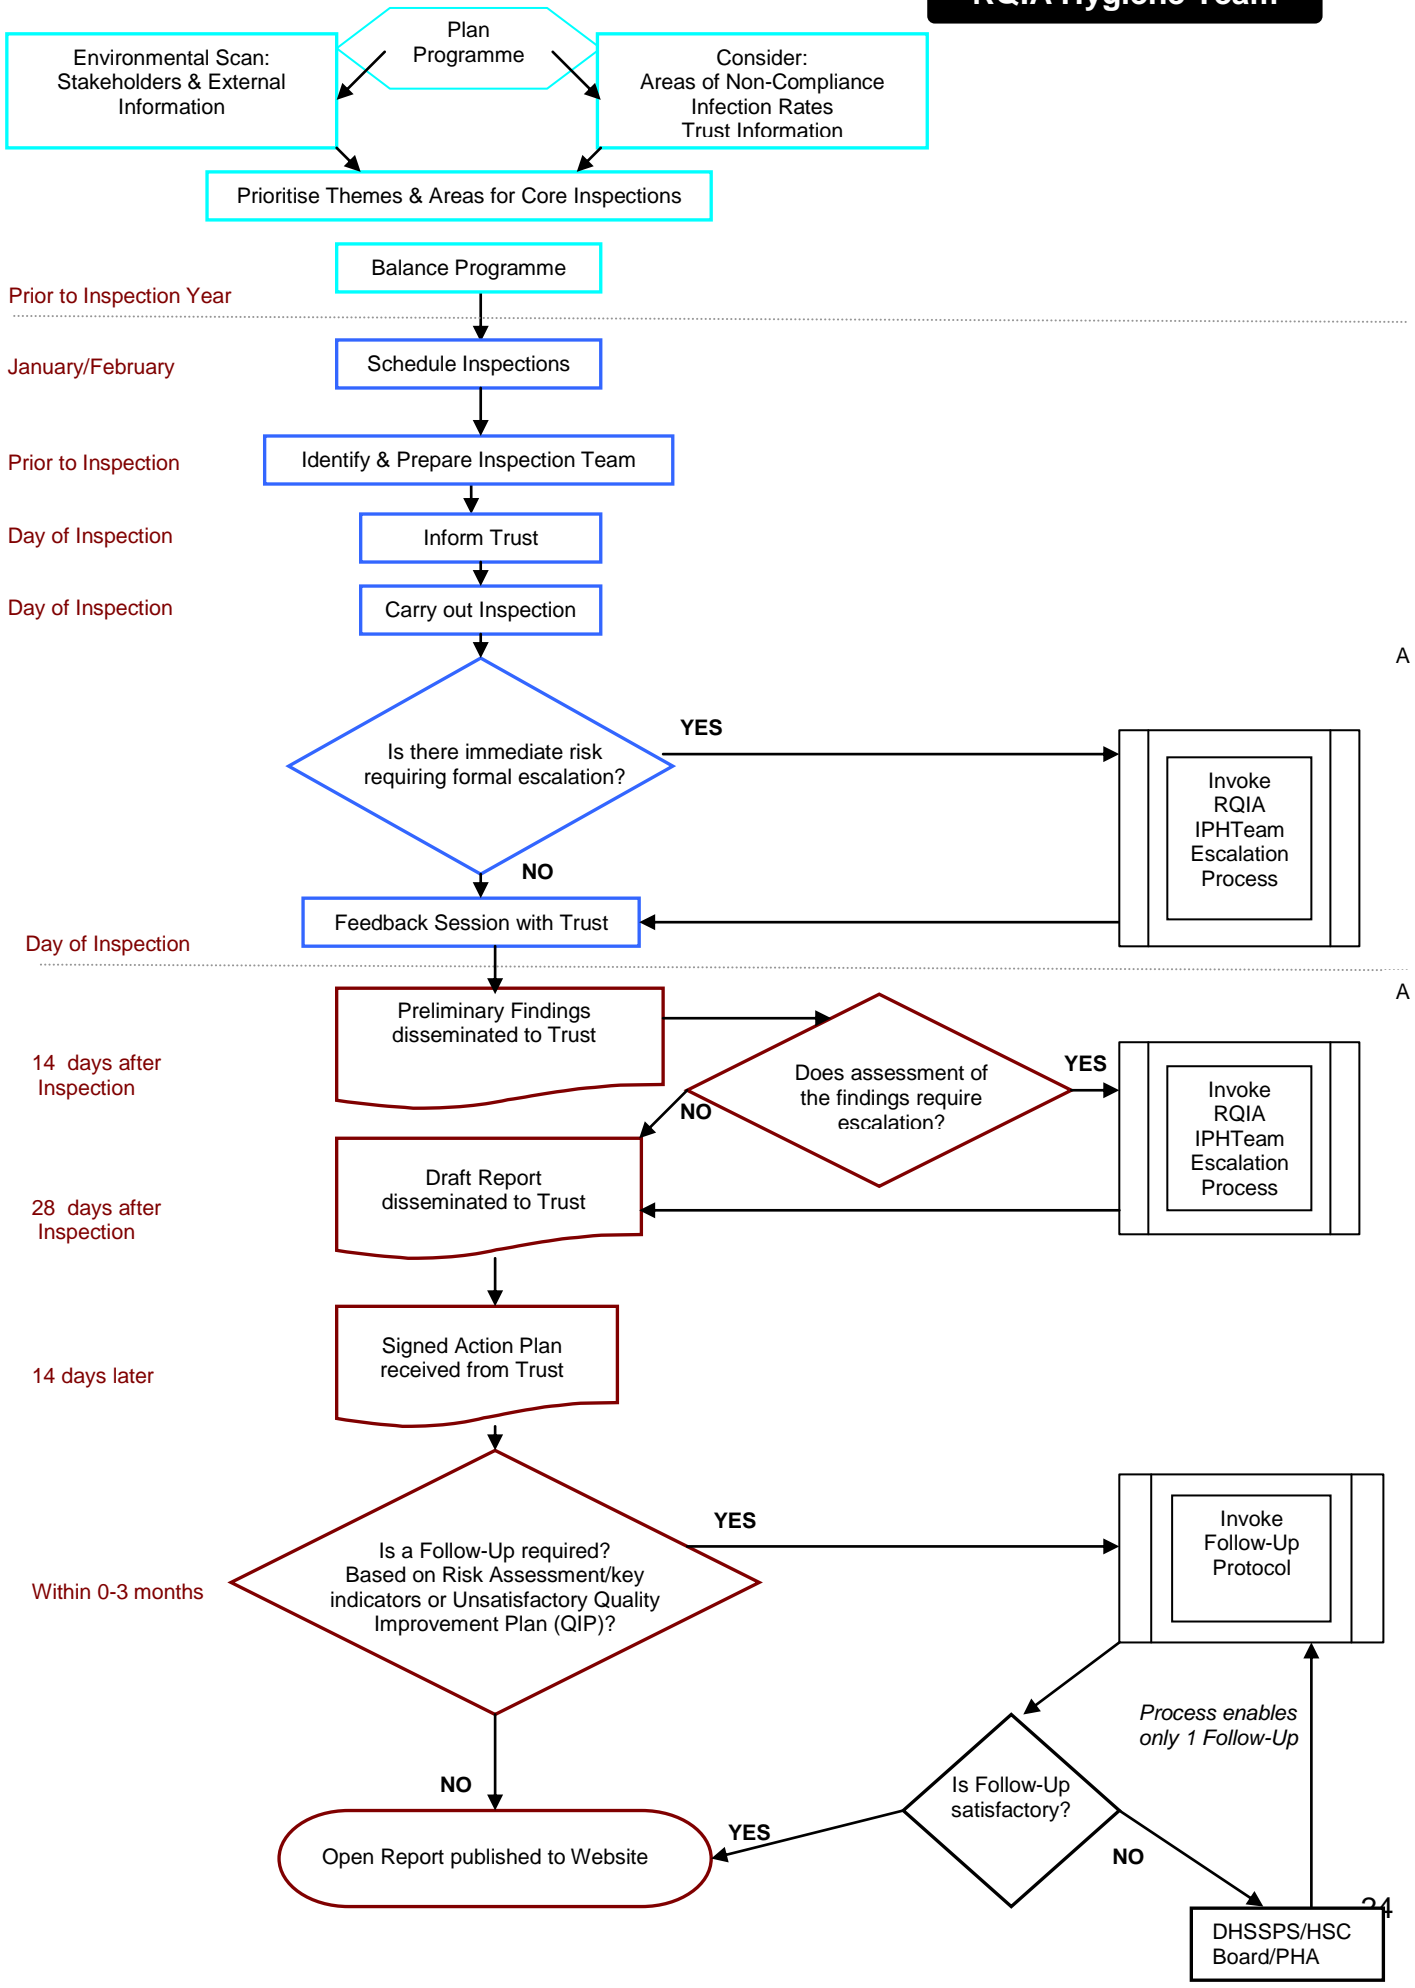 RQIA Hygiene Team
Plan
Programme
Environmental Scan:
Stakeholders & External
Information
Consider:
Areas of Non-Compliance
Infection Rates
Trust Information
Prioritise Themes & Areas for Core Inspections
Balance Programme
Prior to Inspection Year
January/February
Schedule Inspections
Prior to Inspection
Identify & Prepare Inspection Team
Day of Inspection
Inform Trust
Day of Inspection
Carry out Inspection
A
YES
Is there immediate risk
requiring formal escalation?
Invoke
RQIA
IPHTeam
Escalation
Process
NO
Feedback Session with Trust
Day of Inspection
A
Preliminary Findings
disseminated to Trust
14 days after
Inspection
Does assessment of
the findings require
escalation?
YES
NO
Invoke
RQIA
IPHTeam
Escalation
Process
Draft Report
disseminated to Trust
28 days after
Inspection
Signed Action Plan
received from Trust
14 days later
YES
Is a Follow-Up required?
Based on Risk Assessment/key
indicators or Unsatisfactory Quality
Improvement Plan (QIP)?
Within 0-3 months
Invoke
Follow-Up
Protocol
Process enables
only 1 Follow-Up
NO
Is Follow-Up
satisfactory?
YES
NO
Open Report published to Website
24
DHSSPS/HSC
Board/PHA